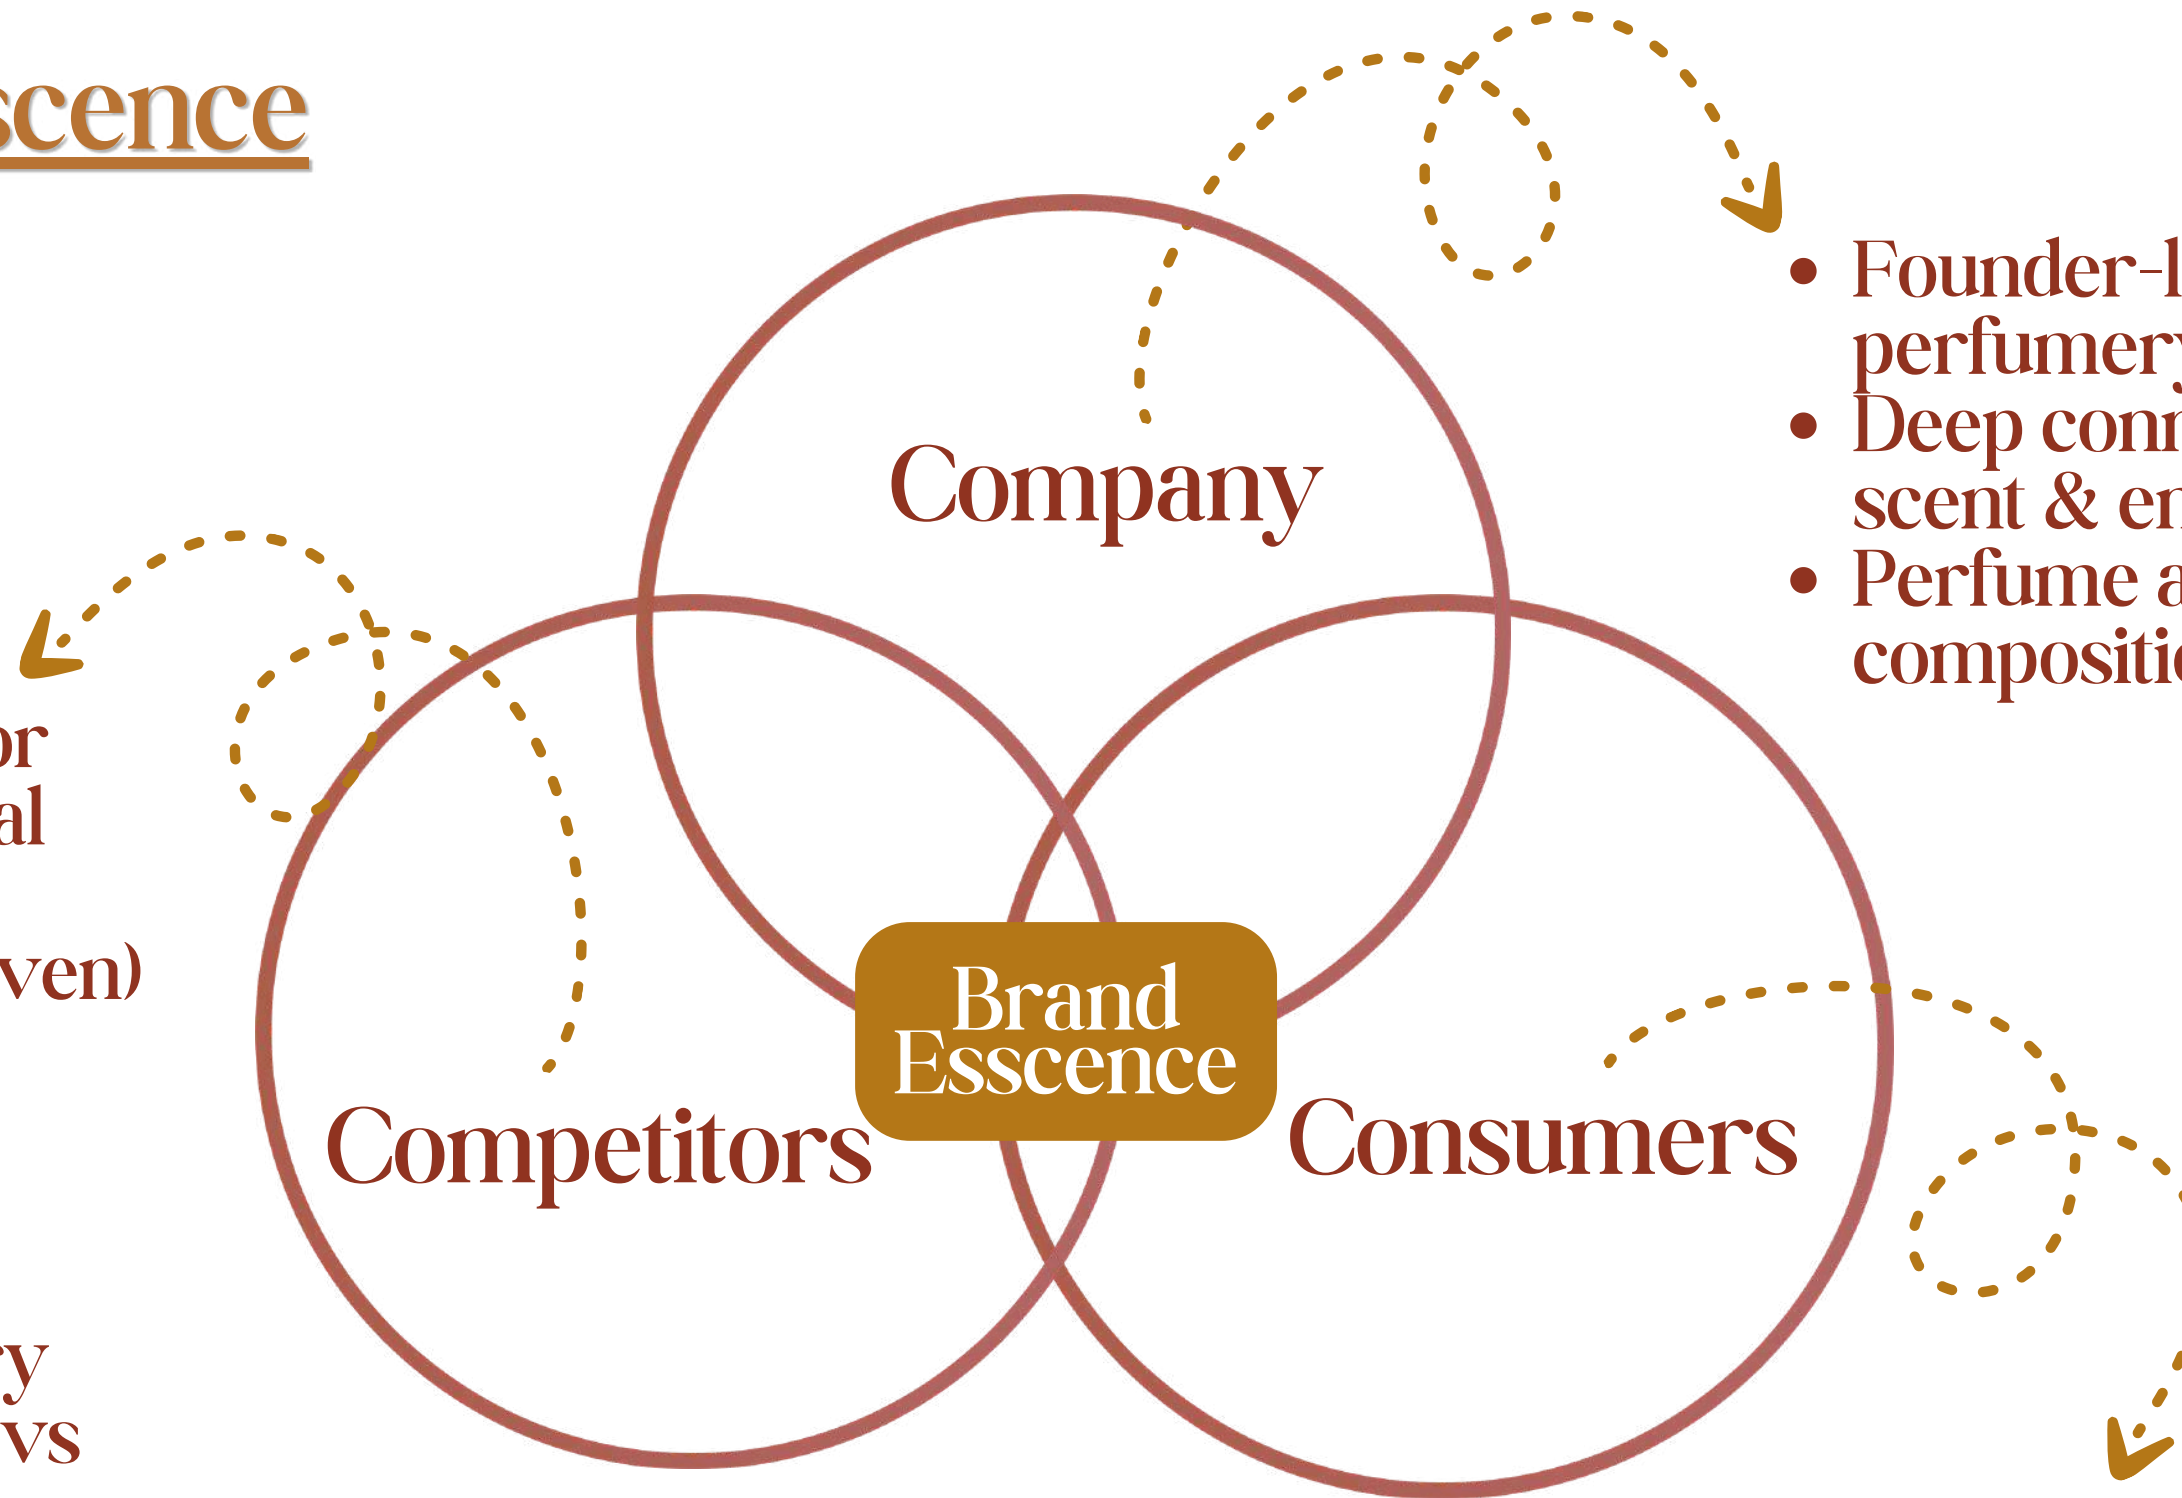 scence
Company
Founder-l
perfumery
Deep conn
scent & en
Perfume a
compositio
or
al
ven)
Brand
Esscence
Competitors
Consumers
ry
vs